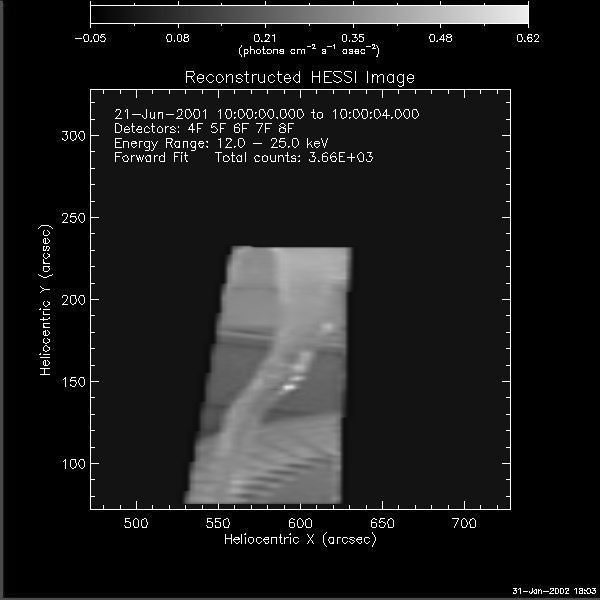 -0.05 0.08 0.21 0.35 0.48 0.62
(photons cm⁻² s⁻¹ asec⁻²)
Reconstructed HESSI Image
21-Jun-2001 10:00:00.000 to 10:00:04.000
Detectors: 4F 5F 6F 7F 8F
Energy Range: 12.0 - 25.0 keV
Forward Fit Total counts: 3.66E+03
300
250
200
150
100
Heliocentric Y (arcsec)
500 550 600 650 700
Heliocentric X (arcsec)
31-Jan-2002 18:03